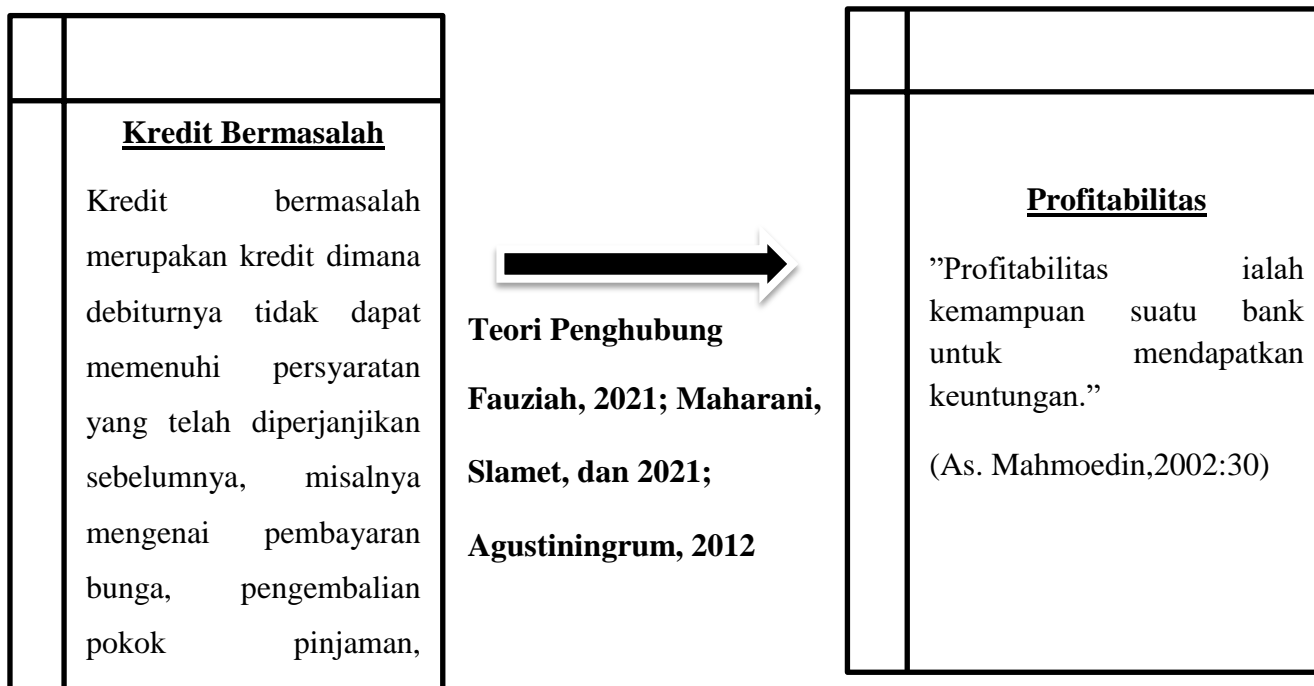 Kredit Bermasalah
Kredit bermasalah
merupakan kredit dimana
debiturnya tidak dapat
memenuhi persyaratan
yang telah diperjanjikan
sebelumnya, misalnya
mengenai pembayaran
bunga, pengembalian
pokok pinjaman,
Teori Penghubung
Fauziah, 2021; Maharani,
Slamet, dan 2021;
Agustiningrum, 2012
Profitabilitas
”Profitabilitas ialah
kemampuan suatu bank
untuk mendapatkan
keuntungan.”
(As. Mahmoedin,2002:30)